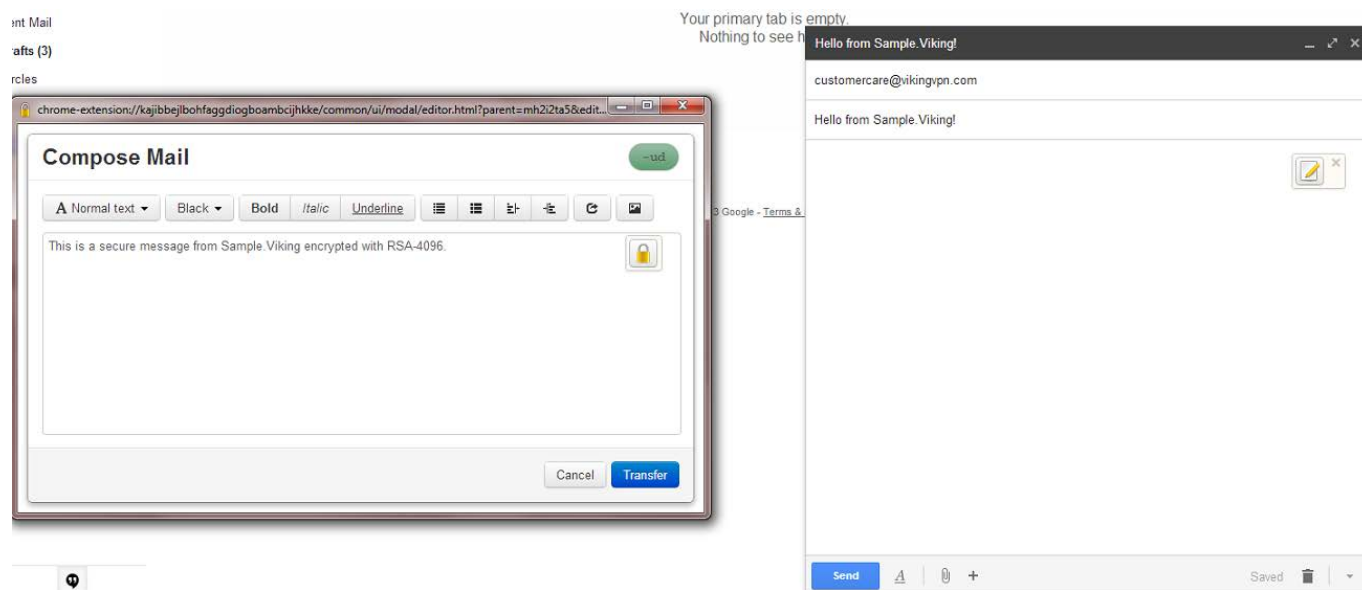 ent Mail
afts (3)
rcles
Your primary tab is empty.
Nothing to see h
chrome-extension://kajibbejlbohfaggdiogboambcijhkke/common/ui/modal/editor.html?parent=mh2i2ta5&edit...
Compose Mail
~ud
A Normal text
Black
Bold
Italic
Underline
This is a secure message from Sample.Viking encrypted with RSA-4096.
Cancel
Transfer
3 Google - Terms &
Hello from Sample.Viking!
customercare@vikingvpn.com
Hello from Sample.Viking!
Send
A
Saved